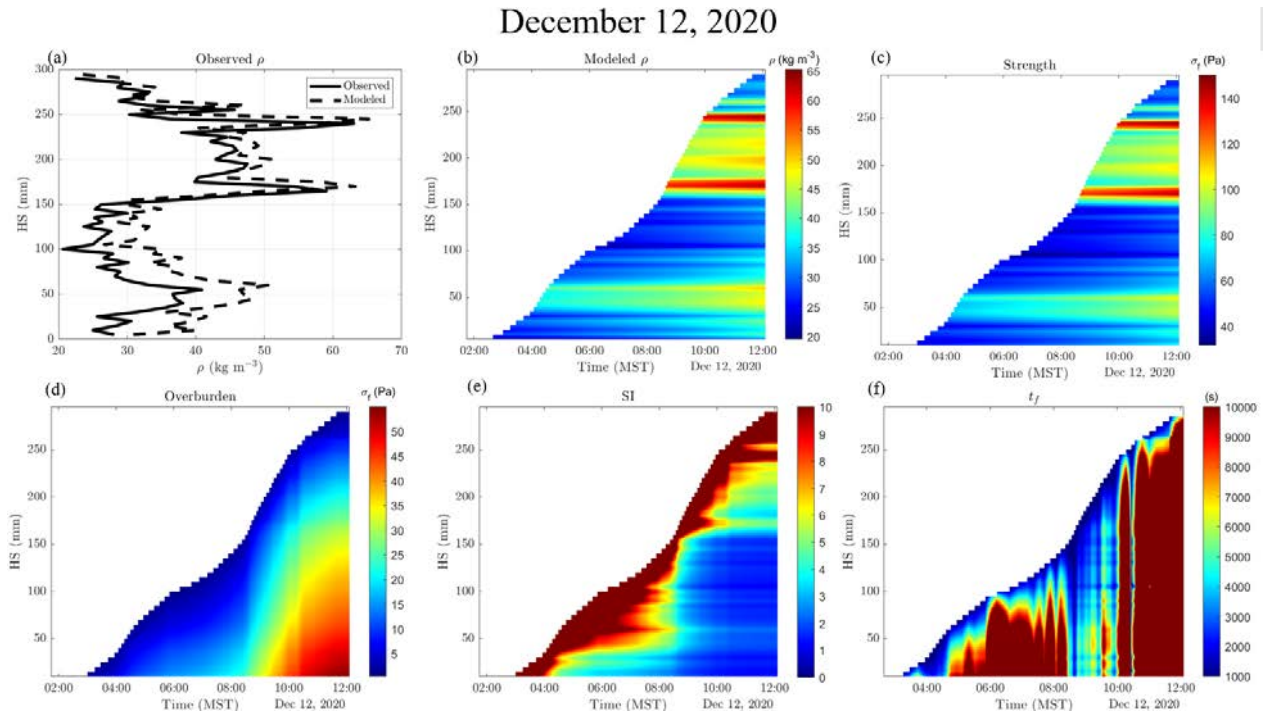 December 12, 2020
(a) Observed ρ
300
250
200
150
100
50
0
HS (mm)
20 30 40 50 60 70
ρ (kg m⁻³)
Observed
Modeled
(b) Modeled ρ
ρ (kg m⁻³)
250
200
150
100
50
HS (mm)
02:00 04:00 06:00 08:00 10:00 12:00
Time (MST) Dec 12, 2020
65
60
55
50
45
40
35
30
25
20
(c) Strength
σf (Pa)
250
200
150
100
50
HS (mm)
02:00 04:00 06:00 08:00 10:00 12:00
Time (MST) Dec 12, 2020
140
120
100
80
60
40
(d) Overburden
σf (Pa)
250
200
150
100
50
HS (mm)
02:00 04:00 06:00 08:00 10:00 12:00
Time (MST) Dec 12, 2020
50
45
40
35
30
25
20
15
10
5
(e) SI
250
200
150
100
50
HS (mm)
02:00 04:00 06:00 08:00 10:00 12:00
Time (MST) Dec 12, 2020
10
9
8
7
6
5
4
3
2
1
0
(f) tf
(s)
250
200
150
100
50
HS (mm)
04:00 06:00 08:00 10:00 12:00
Time (MST) Dec 12, 2020
10000
9000
8000
7000
6000
5000
4000
3000
2000
1000